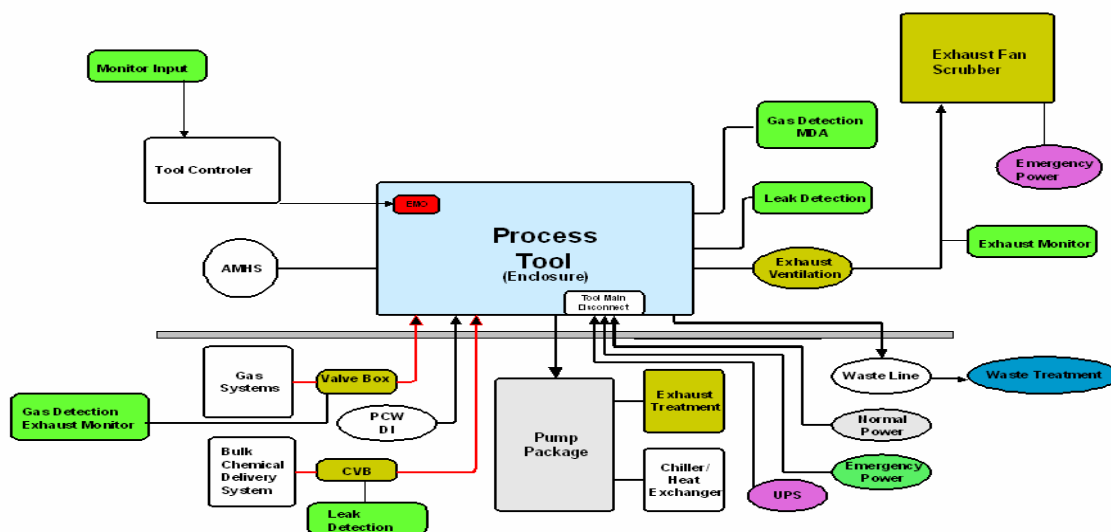 Monitor Input
Tool Controler
EMO
AMHS
Process
Tool
(Enclosure)
Tool Main
Disconnect
Gas Detection
MDA
Leak Detection
Exhaust
Ventilation
Exhaust Fan
Scrubber
Emergency
Power
Exhaust Monitor
Gas
Systems
Valve Box
Gas Detection
Exhaust Monitor
PCW
DI
Bulk
Chemical
Delivery
System
CVB
Leak
Detection
Pump
Package
Exhaust
Treatment
Chiller/
Heat
Exchanger
Waste Line
Waste Treatment
Normal
Power
Emergency
Power
UPS